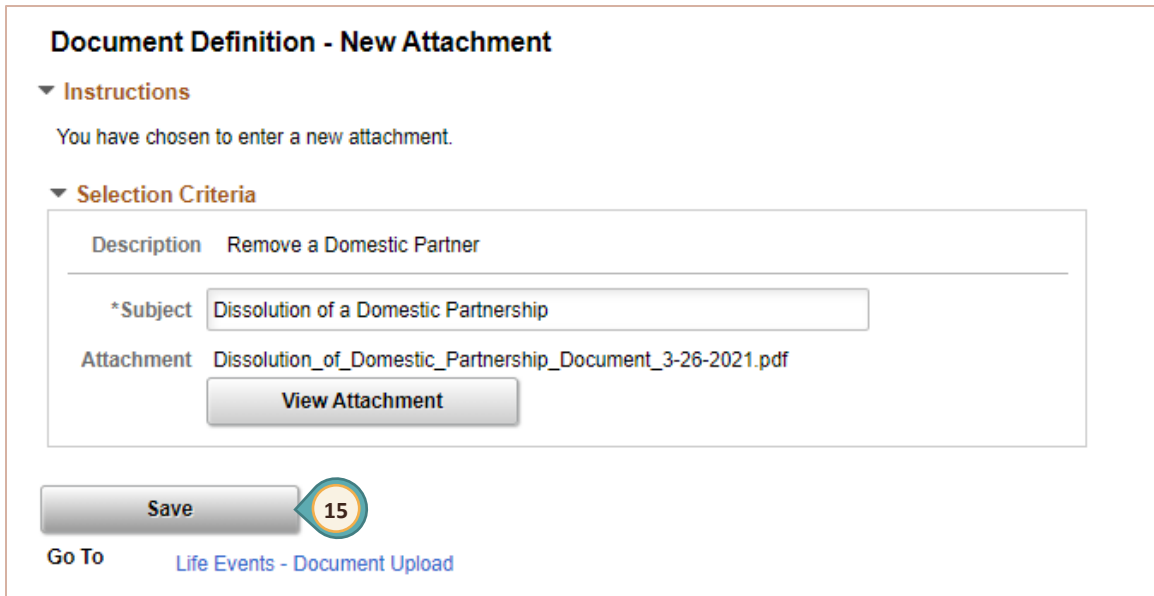 Document Definition - New Attachment
Instructions
You have chosen to enter a new attachment.
Selection Criteria
Description Remove a Domestic Partner
*Subject Dissolution of a Domestic Partnership
Attachment Dissolution_of_Domestic_Partnership_Document_3-26-2021.pdf
View Attachment
Save 15
Go To Life Events - Document Upload